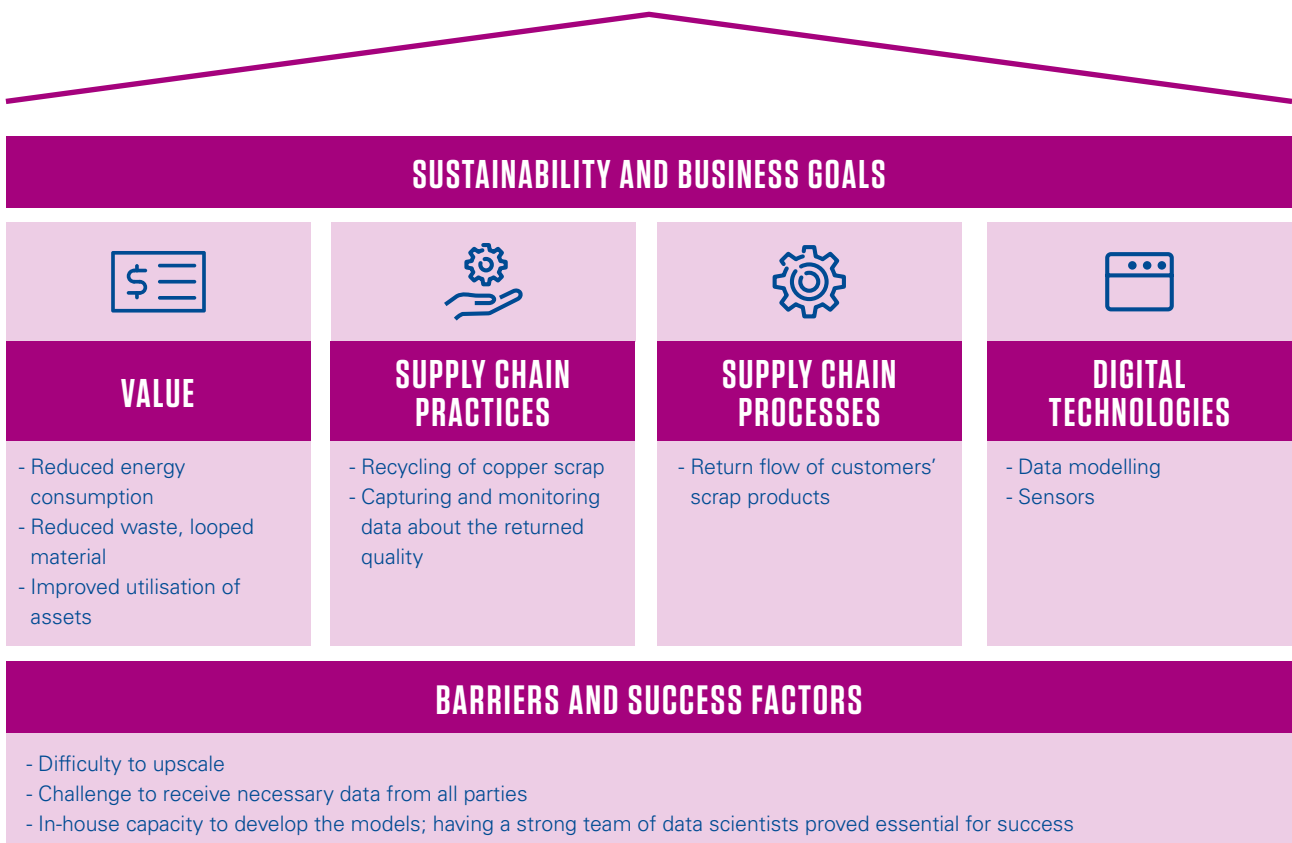 SUSTAINABILITY AND BUSINESS GOALS
$
VALUE
- Reduced energy
consumption
- Reduced waste, looped
material
- Improved utilisation of
assets
SUPPLY CHAIN
PRACTICES
- Recycling of copper scrap
- Capturing and monitoring
data about the returned
quality
SUPPLY CHAIN
PROCESSES
- Return flow of customers’
scrap products
DIGITAL
TECHNOLOGIES
- Data modelling
- Sensors
BARRIERS AND SUCCESS FACTORS
- Difficulty to upscale
- Challenge to receive necessary data from all parties
- In-house capacity to develop the models; having a strong team of data scientists proved essential for success